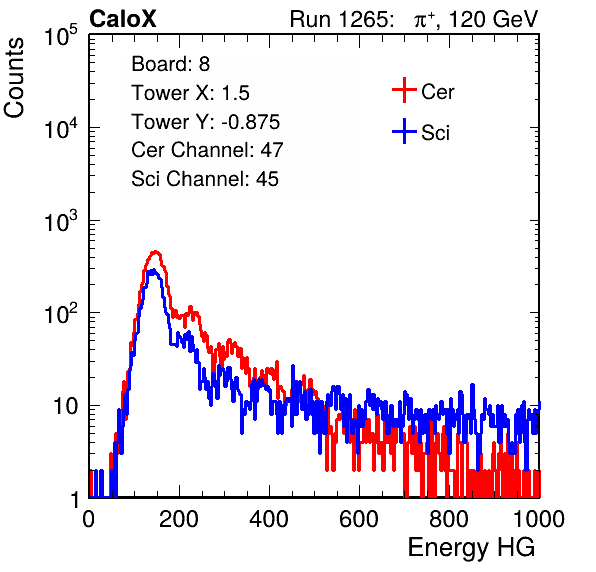 CaloX Run 1265: π⁺, 120 GeV
Counts
10⁵
10⁴
10³
10²
10
1
Board: 8
Tower X: 1.5
Tower Y: -0.875
Cer Channel: 47
Sci Channel: 45
Cer
Sci
0 200 400 600 800 1000
Energy HG